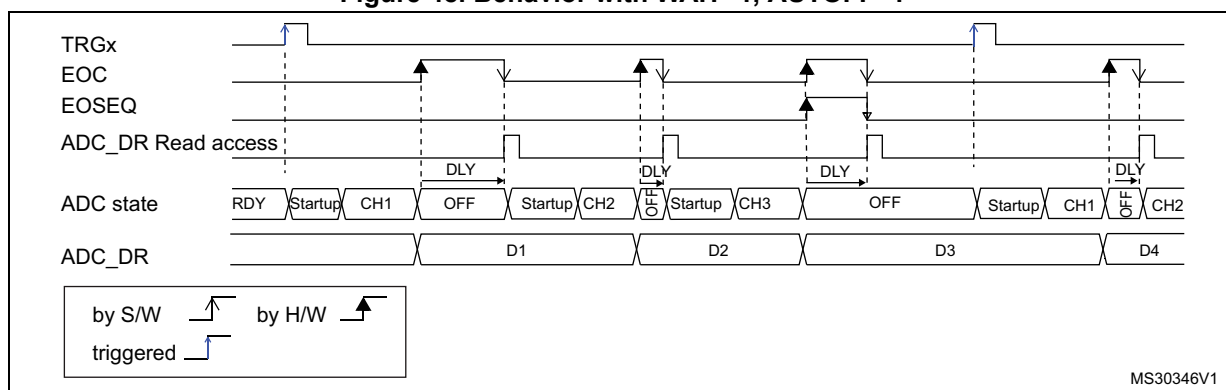 TRGx
EOC
EOSEQ
ADC_DR Read access
DLY DLY DLY DLY
ADC state RDY Startup CH1 OFF Startup CH2 OFF Startup CH3 OFF Startup CH1 OFF CH2
ADC_DR D1 D2 D3 D4
by S/W by H/W
triggered
MS30346V1